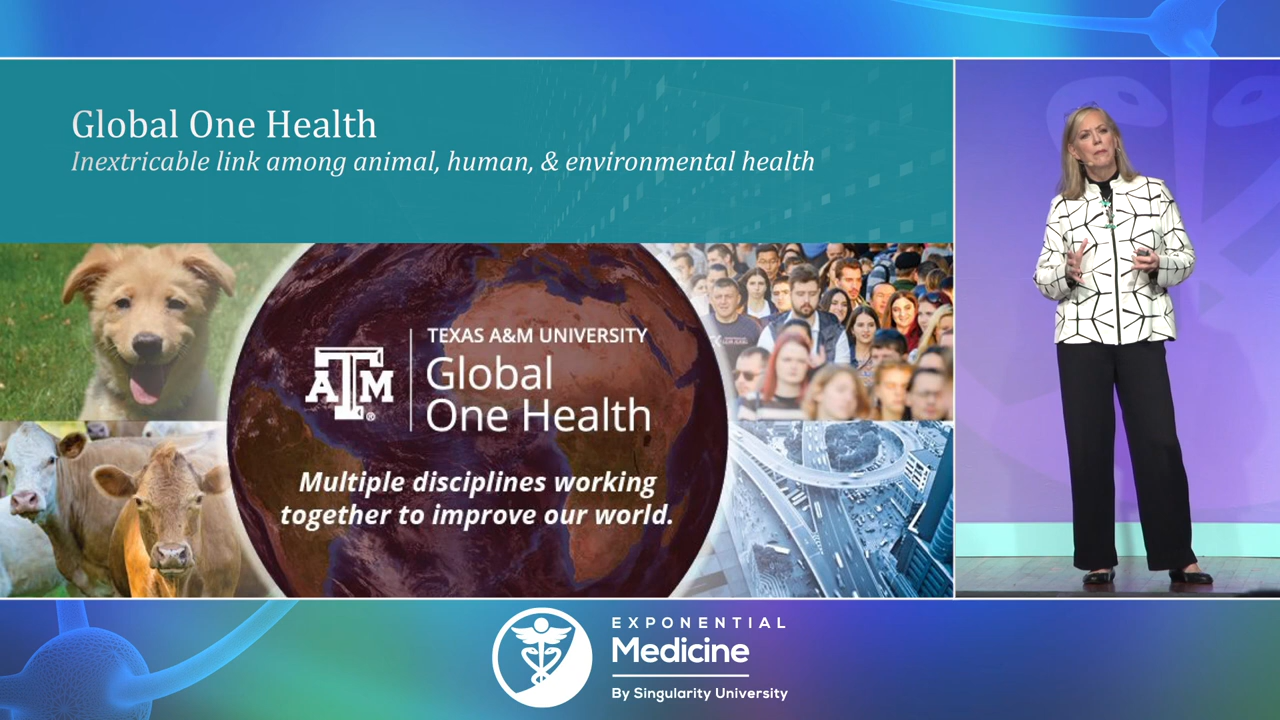 Global One Health
Inextricable link among animal, human, & environmental health
TEXAS A&M UNIVERSITY
ATM
Global
One Health
Multiple disciplines working
together to improve our world.
EXPONENTIAL
Medicine
By Singularity University